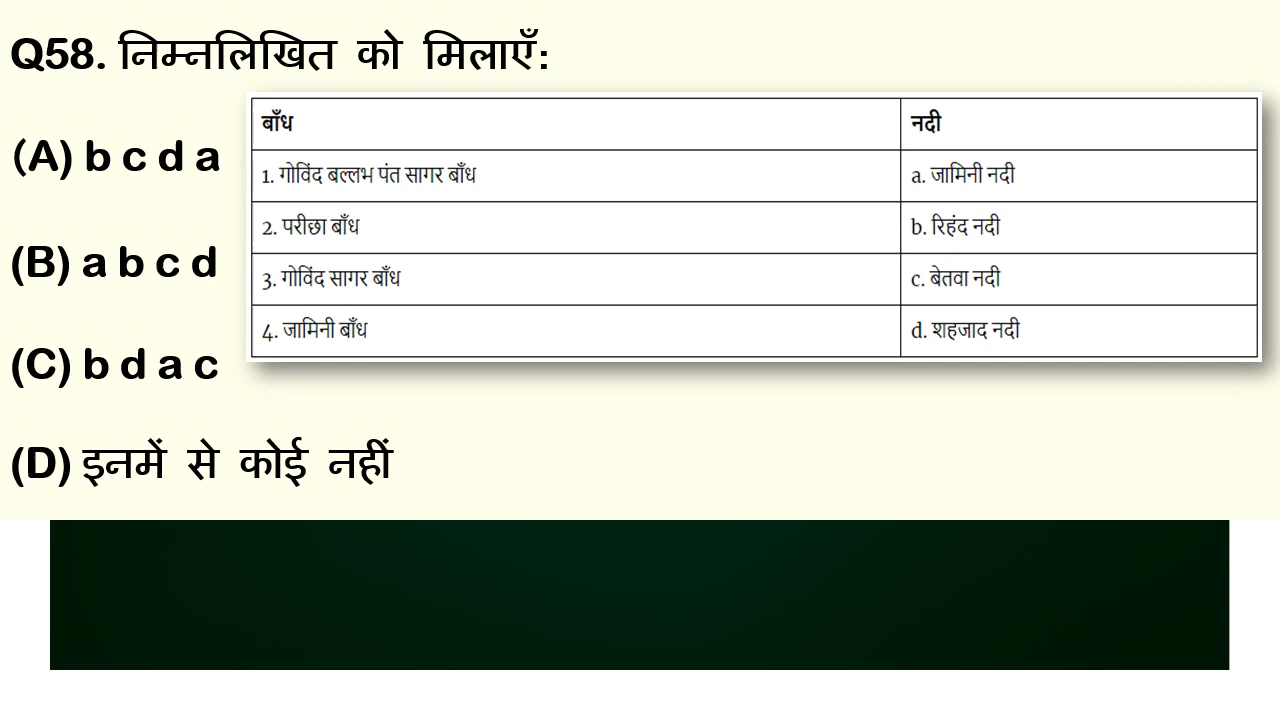 Q58. निम्नलिखित को मिलाएँ:
बाँध नदी
(A) b c d a
1. गोविंद बल्लभ पंत सागर बाँध a. जामिनी नदी
2. परीछा बाँध b. रिहंद नदी
(B) a b c d
3. गोविंद सागर बाँध c. बेतवा नदी
4. जामिनी बाँध d. शहजाद नदी
(C) b d a c
(D) इनमें से कोई नहीं